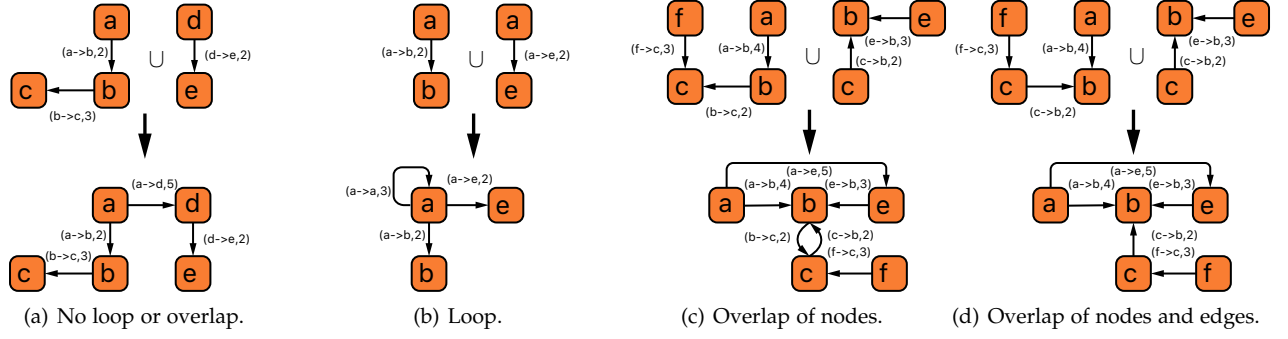 a d
(a->b,2) ∪ (d->e,2)
c b e
(b->c,3)
(a->d,5)
a d
(a->b,2) (d->e,2)
(b->c,3)
c b e
(a) No loop or overlap.
a a
(a->b,2) ∪ (a->e,2)
b e
(a->a,3) (a->e,2)
a e
(a->b,2)
b
(b) Loop.
f a b e
(f->c,3) (a->b,4) ∪ (e->b,3)
(c->b,2)
c b c
(b->c,2)
(a->e,5)
(a->b,4) (e->b,3)
a b e
(b->c,2) (c->b,2)
(f->c,3)
c f
(c) Overlap of nodes.
f a b e
(f->c,3) (a->b,4) ∪ (e->b,3)
(c->b,2)
c b c
(c->b,2)
(a->e,5)
(a->b,4) (e->b,3)
a b e
(c->b,2)
(f->c,3)
c f
(d) Overlap of nodes and edges.